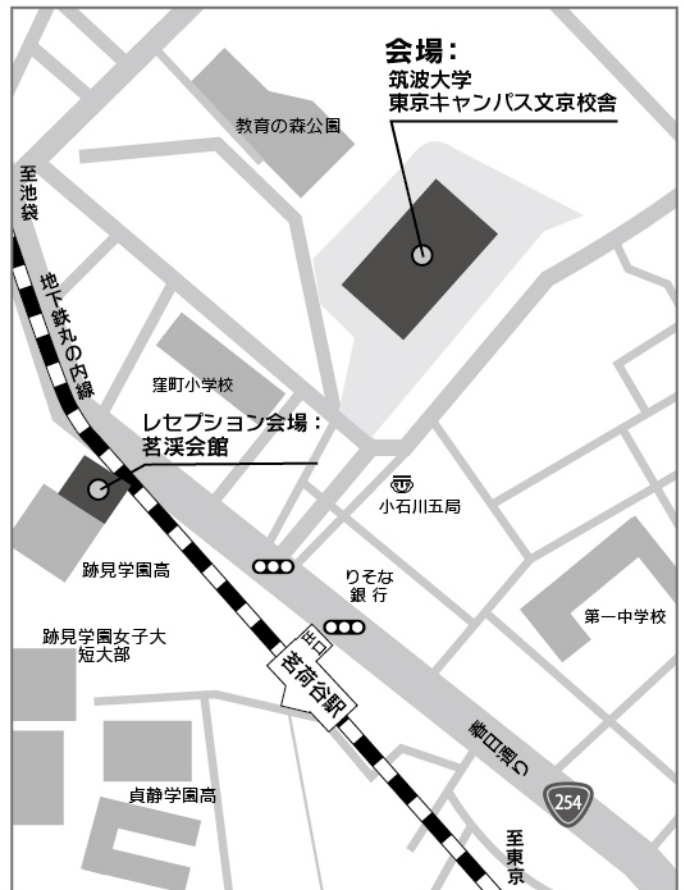 会場：
筑波大学
東京キャンパス文京校舎
教育の森公園
至池袋
地下鉄丸の内線
窪町小学校
レセプション会場：
茗渓会館
小石川五局
跡見学園高
りそな
銀 行
第一中学校
出口
茗荷谷駅
跡見学園女子大
短大部
春日通り
貞静学園高
254
至東京